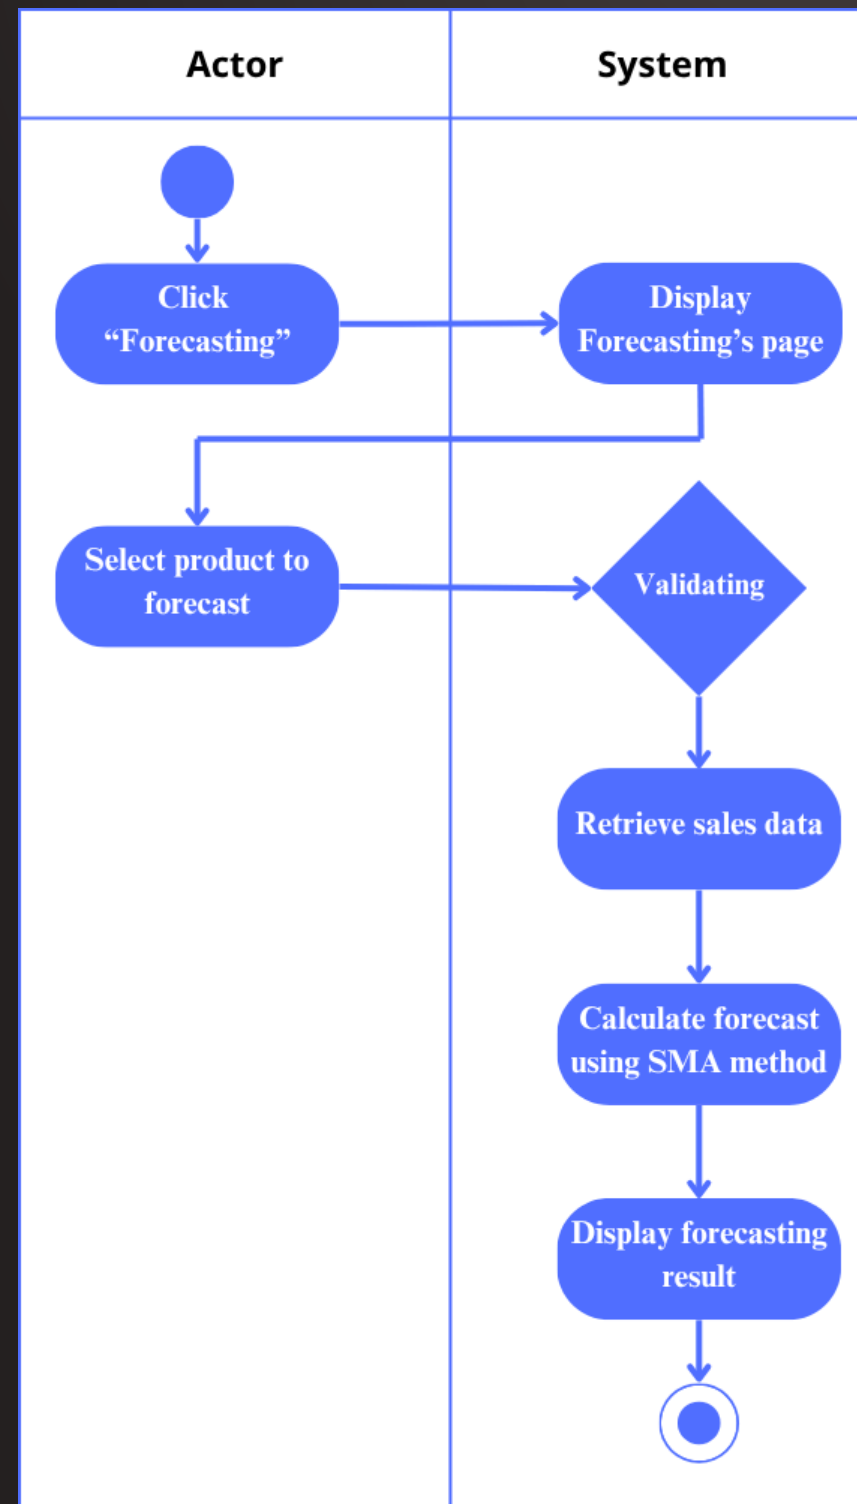 Actor
System
Click
“Forecasting”
Display
Forecasting’s page
Select product to
forecast
Validating
Retrieve sales data
Calculate forecast
using SMA method
Display forecasting
result